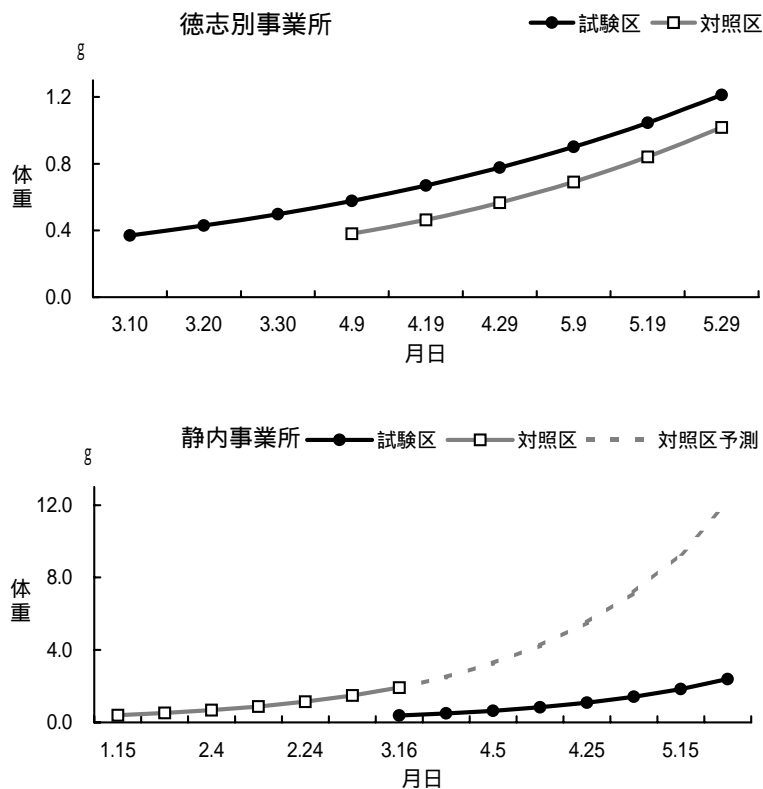 徳志別事業所 試験区 対照区
g
1.2
0.8
0.4
0.0
体重
3.10 3.20 3.30 4.9 4.19 4.29 5.9 5.19 5.29
月日
静内事業所 試験区 対照区 対照区予測
g
12.0
8.0
4.0
0.0
体重
1.15 2.4 2.24 3.16 4.5 4.25 5.15
月日